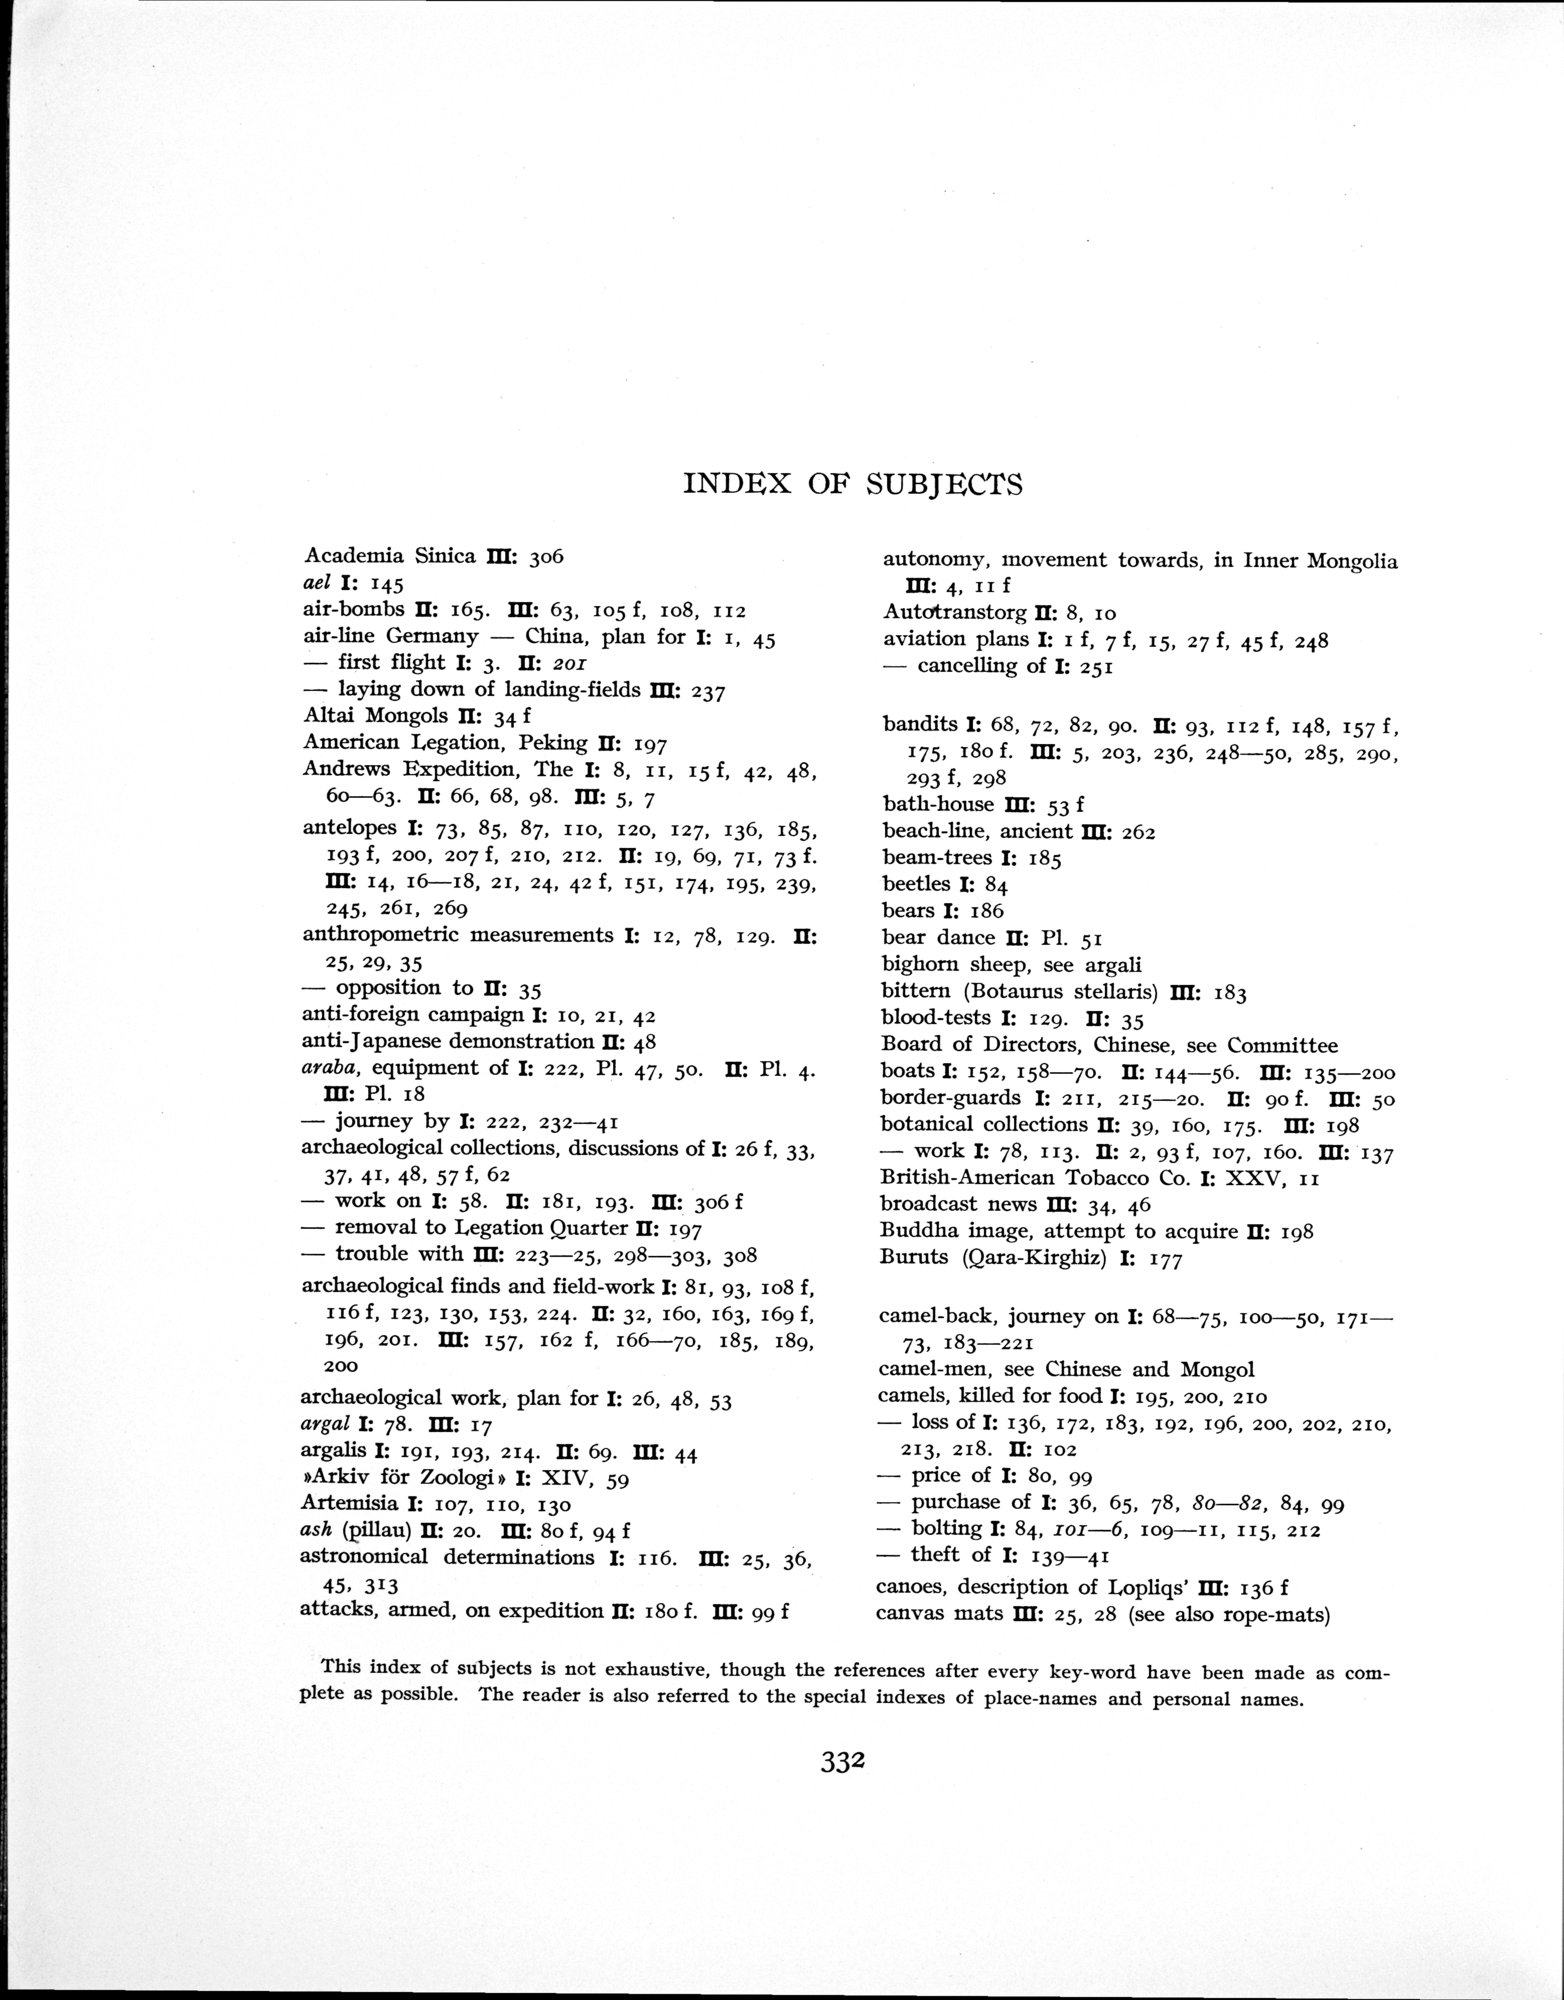 INDEX OF SUBJECTS
Academia Sinica III: 306
ael I: 145
air-bombs II: 165. III: 63, 105 f, 108, 112
air-line Germany — China, plan for I: 1, 45
— first flight I: 3. II: 201
— laying down of landing-fields III: 237
Altai Mongols II: 34 f
American Legation, Peking II: 197
Andrews Expedition, The I: 8, 11, 15 f, 42, 48,
60—63. II: 66, 68, 98. III: 5, 7
antelopes I: 73, 85, 87, 110, 120, 127, 136, 185,
193 f, 200, 207 f, 210, 212. II: 19, 69, 71, 73 f.
III: 14, 16—18, 21, 24, 42 f, 151, 174, 195, 239,
245, 261, 269
anthropometric measurements I: 12, 78, 129. II:
25, 29, 35
— opposition to II: 35
anti-foreign campaign I: 10, 21, 42
anti-Japanese demonstration II: 48
araba, equipment of I: 222, Pl. 47, 50. II: Pl. 4.
III: Pl. 18
— journey by I: 222, 232—41
archaeological collections, discussions of I: 26 f, 33,
37, 41, 48, 57 f, 62
— work on I: 58. II: 181, 193. III: 306 f
— removal to Legation Quarter II: 197
— trouble with III: 223—25, 298—303, 308
archaeological finds and field-work I: 81, 93, 108 f,
116 f, 123, 130, 153, 224. II: 32, 160, 163, 169 f,
196, 201. III: 157, 162 f, 166—70, 185, 189,
200
archaeological work, plan for I: 26, 48, 53
argal I: 78. III: 17
argalis I: 191, 193, 214. II: 69. III: 44
»Arkiv för Zoologi» I: XIV, 59
Artemisia I: 107, 110, 130
ash (pillau) II: 20. III: 80 f, 94 f
astronomical determinations I: 116. III: 25, 36,
45, 313
attacks, armed, on expedition II: 180 f. III: 99 f
autonomy, movement towards, in Inner Mongolia
III: 4, 11 f
Autotranstorg II: 8, 10
aviation plans I: 1 f, 7 f, 15, 27 f, 45 f, 248
— cancelling of I: 251
bandits I: 68, 72, 82, 90. II: 93, 112 f, 148, 157 f,
175, 180 f. III: 5, 203, 236, 248—50, 285, 290,
293 f, 298
bath-house III: 53 f
beach-line, ancient III: 262
beam-trees I: 185
beetles I: 84
bears I: 186
bear dance II: Pl. 51
bighorn sheep, see argali
bittern (Botaurus stellaris) III: 183
blood-tests I: 129. II: 35
Board of Directors, Chinese, see Committee
boats I: 152, 158—70. II: 144—56. III: 135—200
border-guards I: 211, 215—20. II: 90 f. III: 50
botanical collections II: 39, 160, 175. III: 198
— work I: 78, 113. II: 2, 93 f, 107, 160. III: 137
British-American Tobacco Co. I: XXV, 11
broadcast news III: 34, 46
Buddha image, attempt to acquire II: 198
Buruts (Qara-Kirghiz) I: 177
camel-back, journey on I: 68—75, 100—50, 171—
73, 183—221
camel-men, see Chinese and Mongol
camels, killed for food I: 195, 200, 210
— loss of I: 136, 172, 183, 192, 196, 200, 202, 210,
213, 218. II: 102
— price of I: 80, 99
— purchase of I: 36, 65, 78, 80—82, 84, 99
— bolting I: 84, 101—6, 109—11, 115, 212
— theft of I: 139—41
canoes, description of Lopliqs' III: 136 f
canvas mats III: 25, 28 (see also rope-mats)
This index of subjects is not exhaustive, though the references after every key-word have been made as com-
plete as possible. The reader is also referred to the special indexes of place-names and personal names.
332